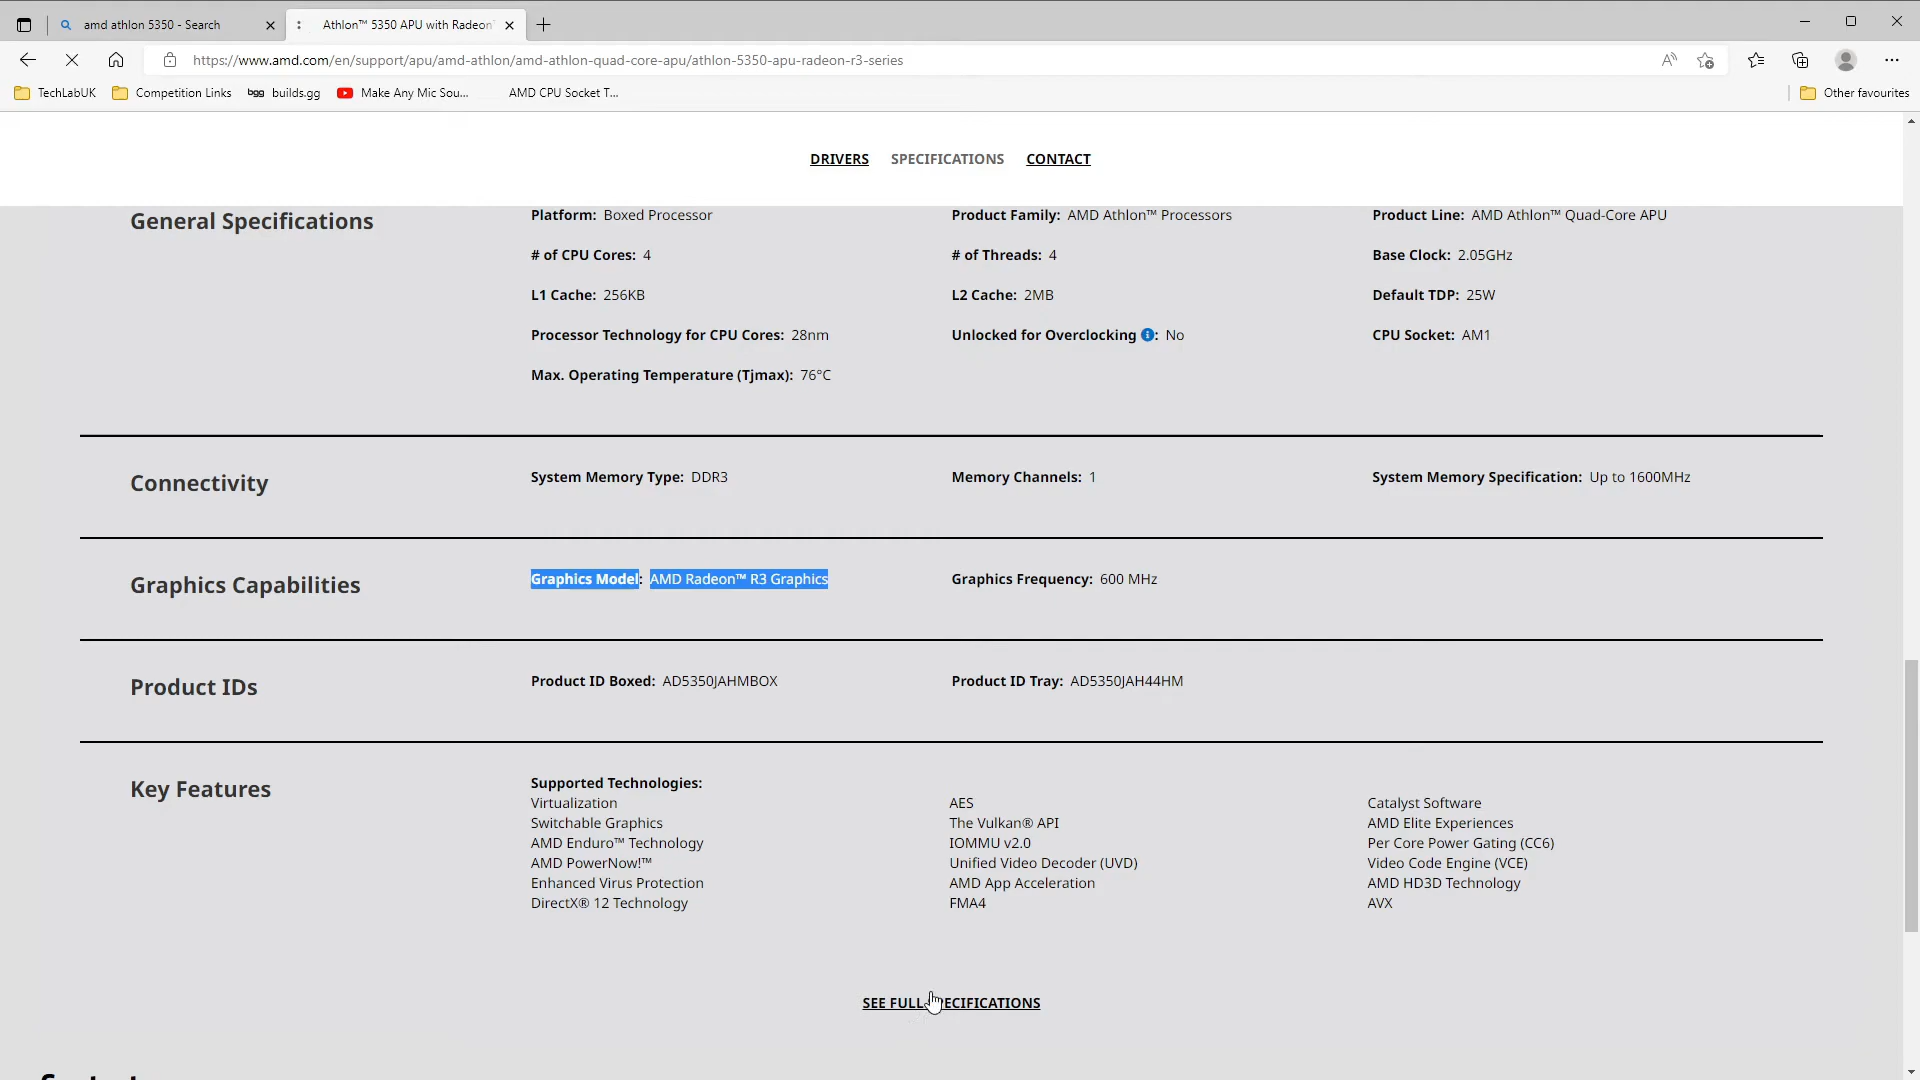 amd athlon 5350 - Search
Athlon™ 5350 APU with Radeon™
https://www.amd.com/en/support/apu/amd-athlon/amd-athlon-quad-core-apu/athlon-5350-apu-radeon-r3-series
TechLabUK
Competition Links
bgg builds.gg
Make Any Mic Sou...
AMD CPU Socket T...
Other favourites
DRIVERS SPECIFICATIONS CONTACT
General Specifications
Platform: Boxed Processor
Product Family: AMD Athlon™ Processors
Product Line: AMD Athlon™ Quad-Core APU
# of CPU Cores: 4
# of Threads: 4
Base Clock: 2.05GHz
L1 Cache: 256KB
L2 Cache: 2MB
Default TDP: 25W
Processor Technology for CPU Cores: 28nm
Unlocked for Overclocking : No
CPU Socket: AM1
Max. Operating Temperature (Tjmax): 76°C
Connectivity
System Memory Type: DDR3
Memory Channels: 1
System Memory Specification: Up to 1600MHz
Graphics Capabilities
Graphics Model: AMD Radeon™ R3 Graphics
Graphics Frequency: 600 MHz
Product IDs
Product ID Boxed: AD5350JAHMBOX
Product ID Tray: AD5350JAH44HM
Key Features
Supported Technologies:
Virtualization
Switchable Graphics
AMD Enduro™ Technology
AMD PowerNow!™
Enhanced Virus Protection
DirectX® 12 Technology
AES
The Vulkan® API
IOMMU v2.0
Unified Video Decoder (UVD)
AMD App Acceleration
FMA4
Catalyst Software
AMD Elite Experiences
Per Core Power Gating (CC6)
Video Code Engine (VCE)
AMD HD3D Technology
AVX
SEE FULL SPECIFICATIONS